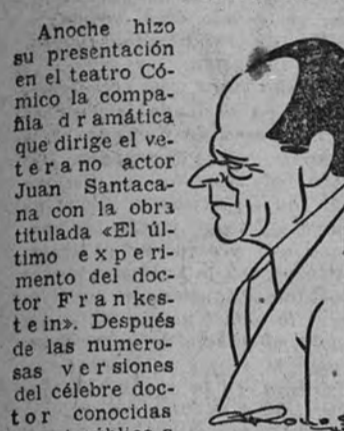 Anoche hizo
su presentación
en el teatro Có-
mico la compa-
ñia dramática
que dirige el ve-
terano actor
Juan Santaca-
na con la obra
titulada «El úl-
timo experi-
mento del doc-
tor Frankes-
tein». Después
de las numero-
sas versiones
del célebre doc-
tor conocidas